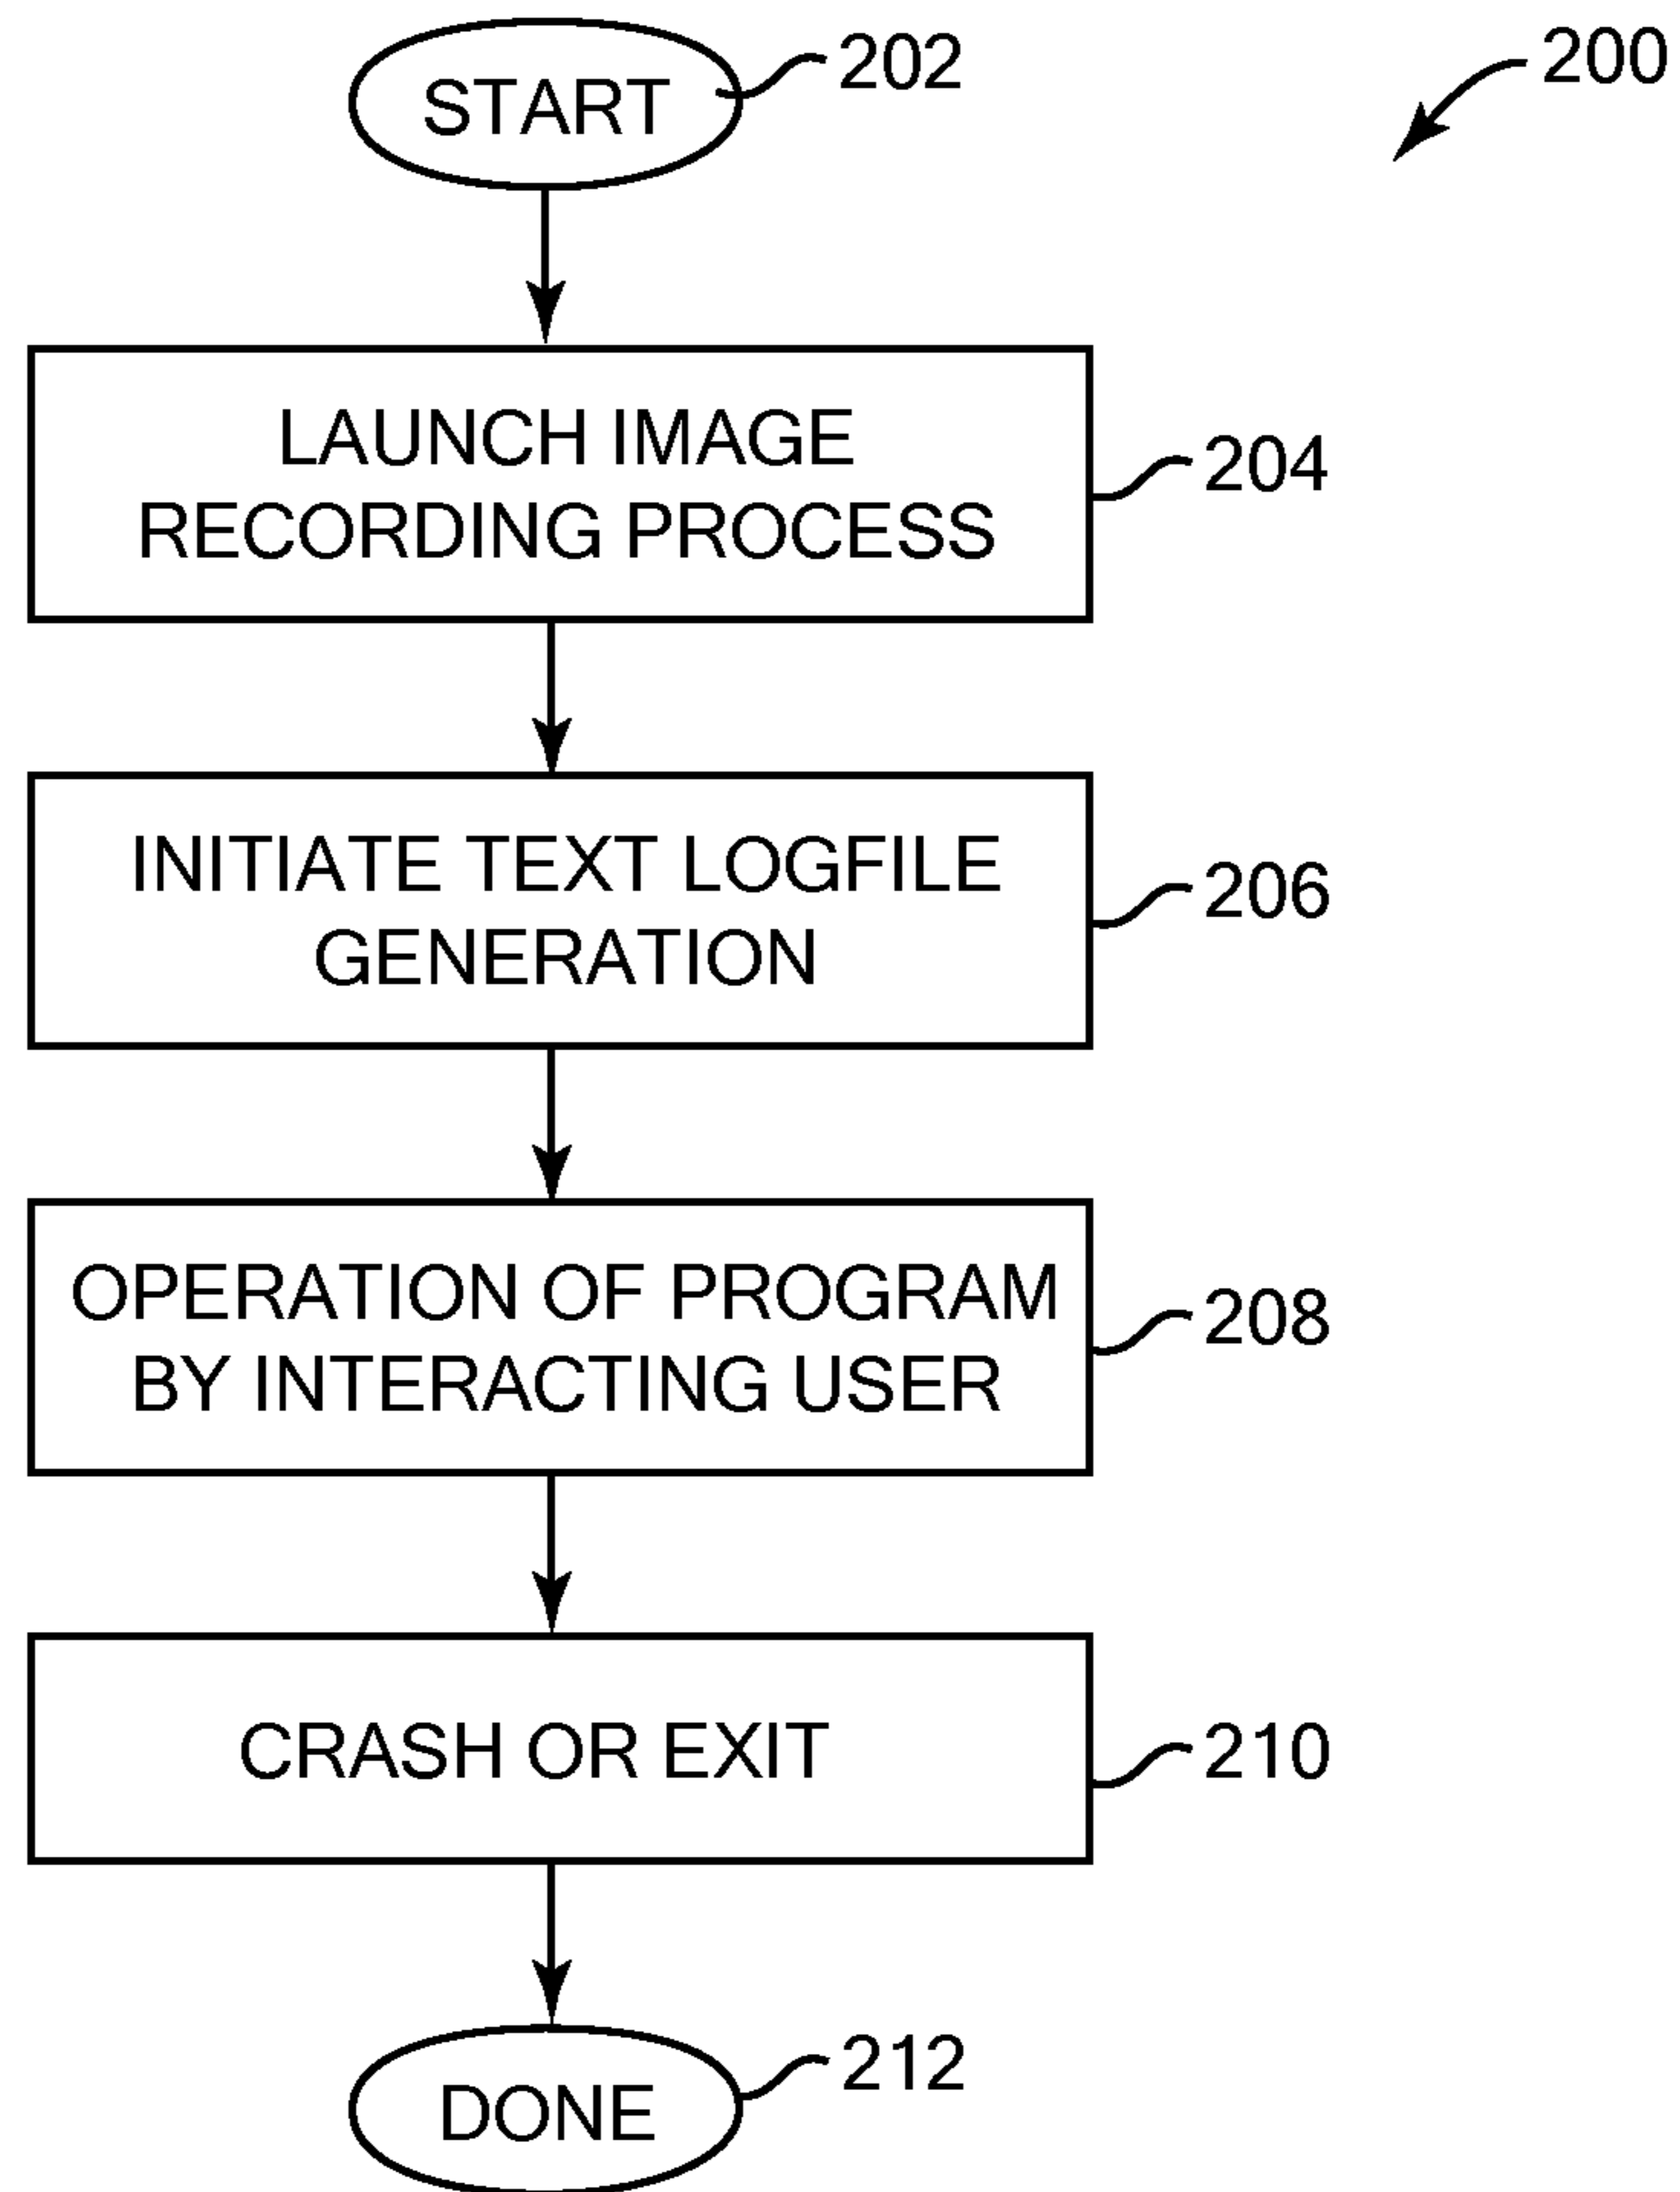 START
202
200
LAUNCH IMAGE
RECORDING PROCESS
204
INITIATE TEXT LOGFILE
GENERATION
206
OPERATION OF PROGRAM
BY INTERACTING USER
208
CRASH OR EXIT
210
DONE
212